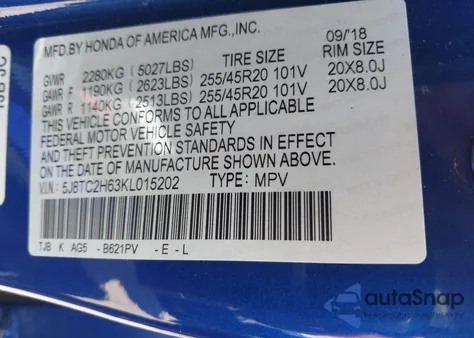 MFD.BY HONDA OF AMERICA MFG.,INC. 09/'18
TIRE SIZE RIM SIZE
GVWR 2280KG (5027LBS)
GAWR F 1190KG (2623LBS) 255/45R20 101V 20X8.0J
GAWR R 1140KG (2513LBS) 255/45R20 101V 20X8.0J
THIS VEHICLE CONFORMS TO ALL APPLICABLE
FEDERAL MOTOR VEHICLE SAFETY
AND THEFT PREVENTION STANDARDS IN EFFECT
ON THE DATE OF MANUFACTURE SHOWN ABOVE.
V.I.N: 5J8TC2H63KL015202 TYPE: MPV
TJB K AG5 -B621PV -E-L
autoSnap